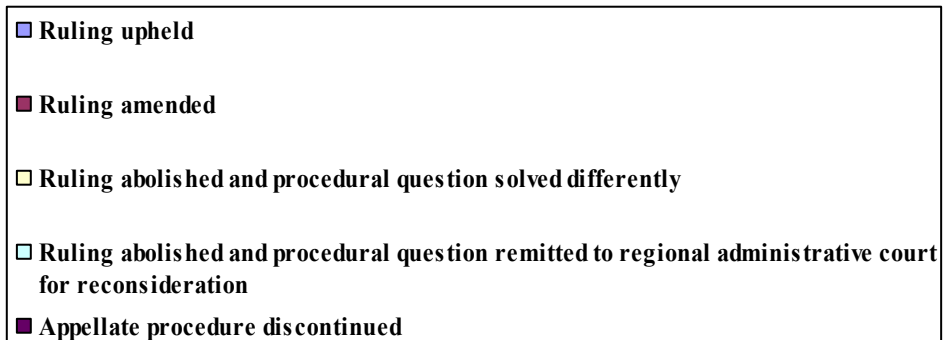 Ruling upheld
Ruling amended
Ruling abolished and procedural question solved differently
Ruling abolished and procedural question remitted to regional administrative court
for reconsideration
Appellate procedure discontinued